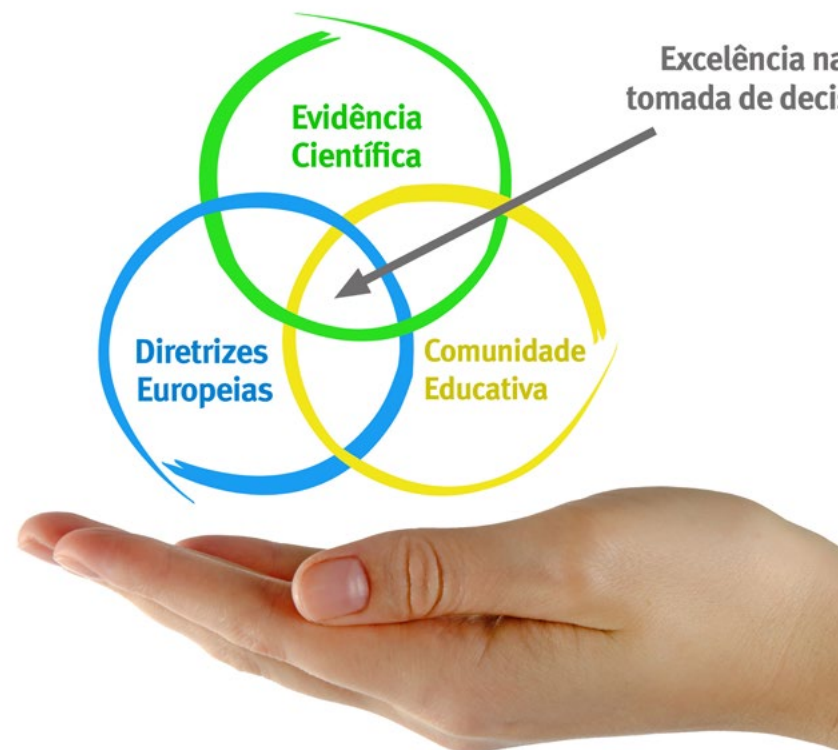 Evidência
Científica
Excelência na
tomada de
Diretrizes
Europeias
Comunidade
Educativa